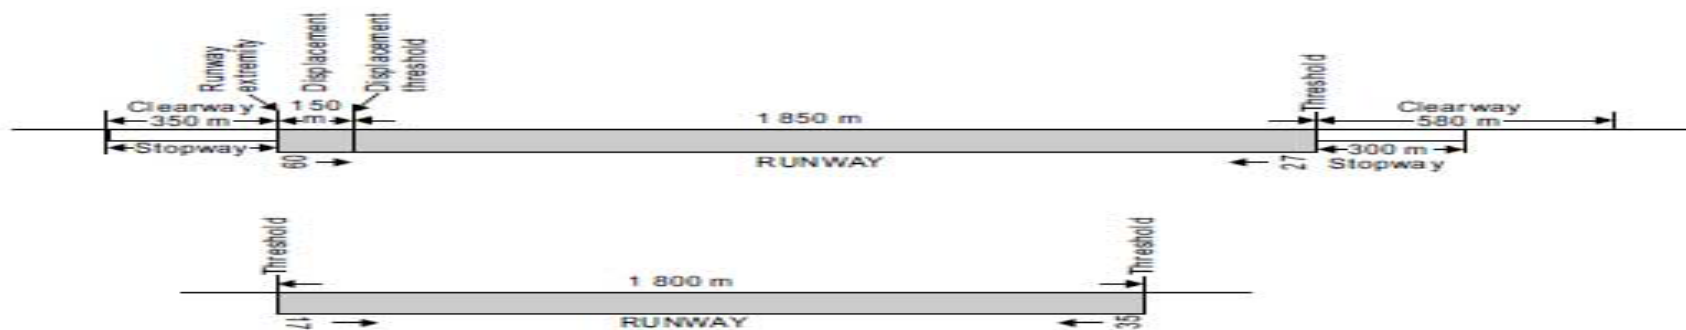 Runway
extremity
Displacement
Displacement
threshold
Threshold
Clearway
350 m
150
m
1 850 m
Clearway
580 m
Stopway
09
RUNWAY
27
300 m
Stopway
Threshold
Threshold
1 800 m
17
RUNWAY
35